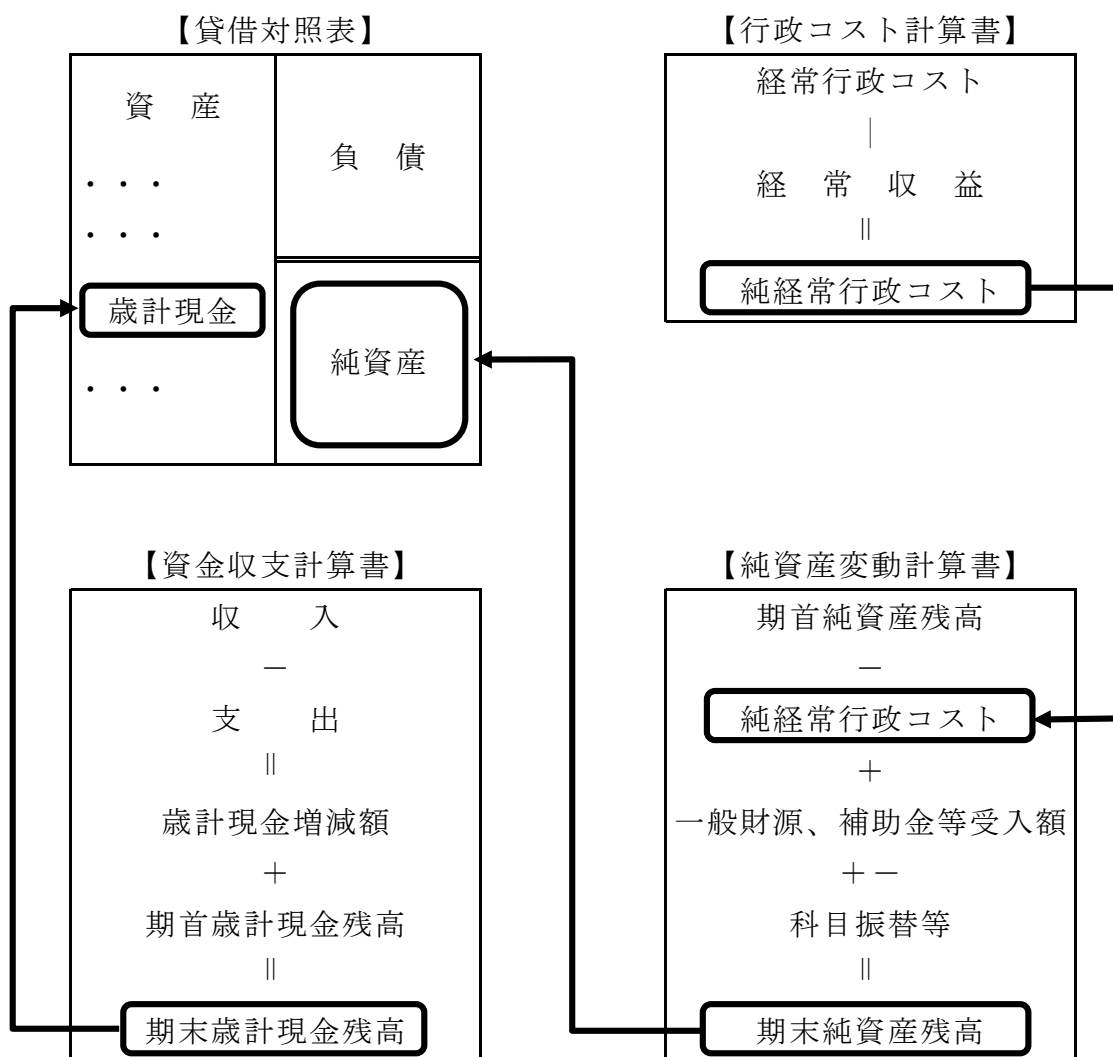 【貸借対照表】
資　産
・・・
・・・
歳計現金
・・・
負　債
純資産
【行政コスト計算書】
経常行政コスト
｜
経　常　収　益
＝
純経常行政コスト
【資金収支計算書】
収　　入
－
支　　出
＝
歳計現金増減額
＋
期首歳計現金残高
＝
期末歳計現金残高
【純資産変動計算書】
期首純資産残高
－
純経常行政コスト
＋
一般財源、補助金等受入額
＋－
科目振替等
＝
期末純資産残高